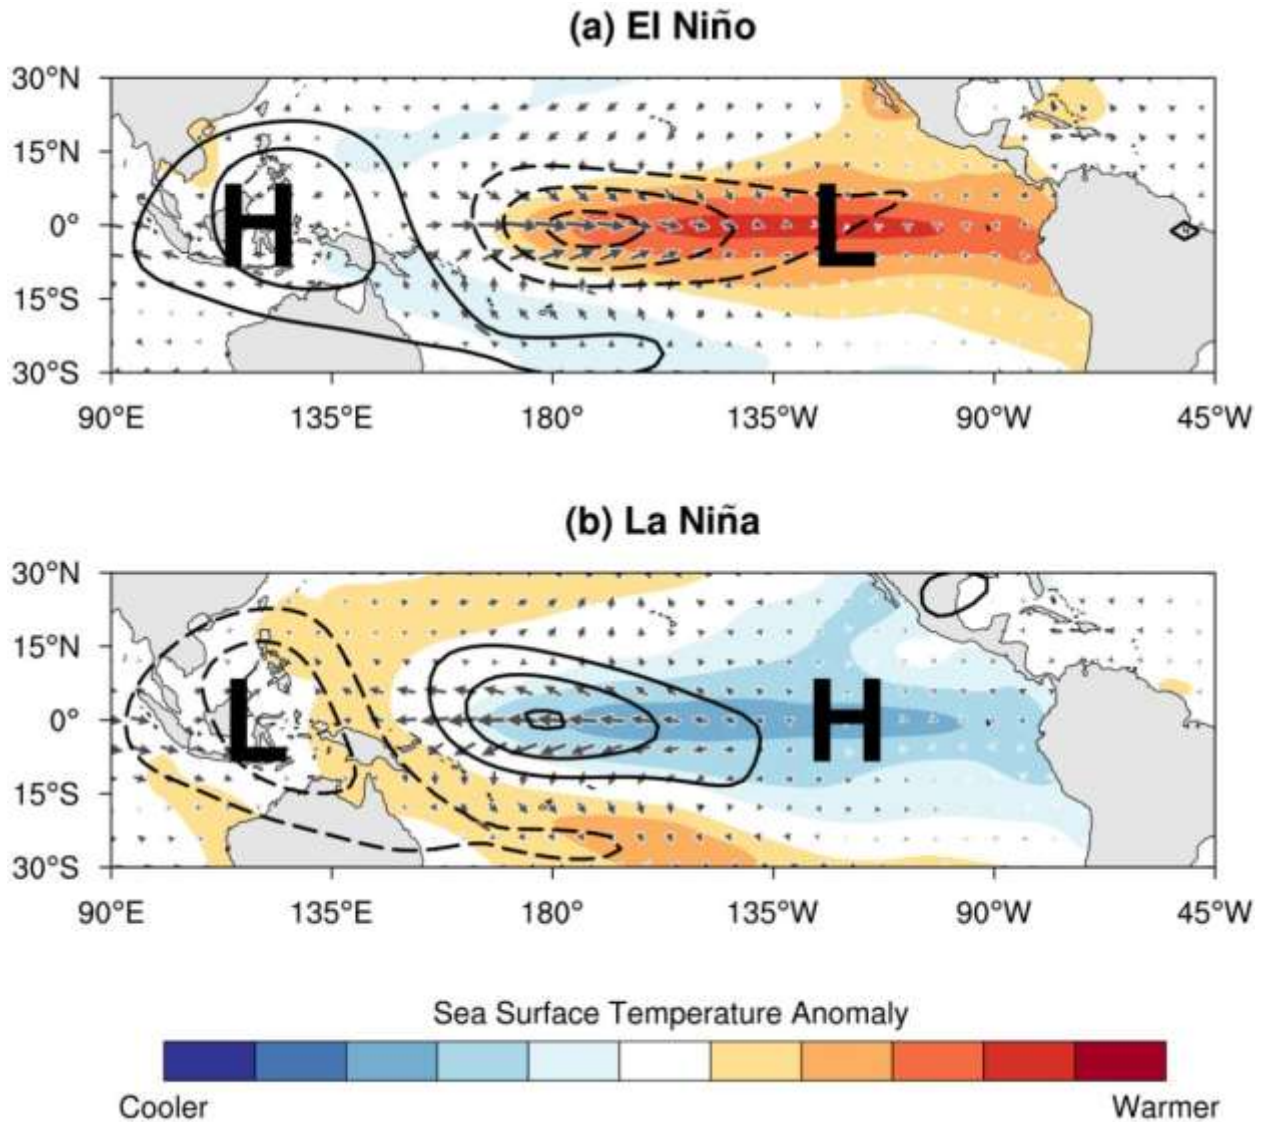 (a) El Niño
30°N
15°N
0°
15°S
30°S
H
L
90°E 135°E 180° 135°W 90°W 45°W
(b) La Niña
30°N
15°N
0°
15°S
30°S
L
H
90°E 135°E 180° 135°W 90°W 45°W
Sea Surface Temperature Anomaly
Cooler Warmer